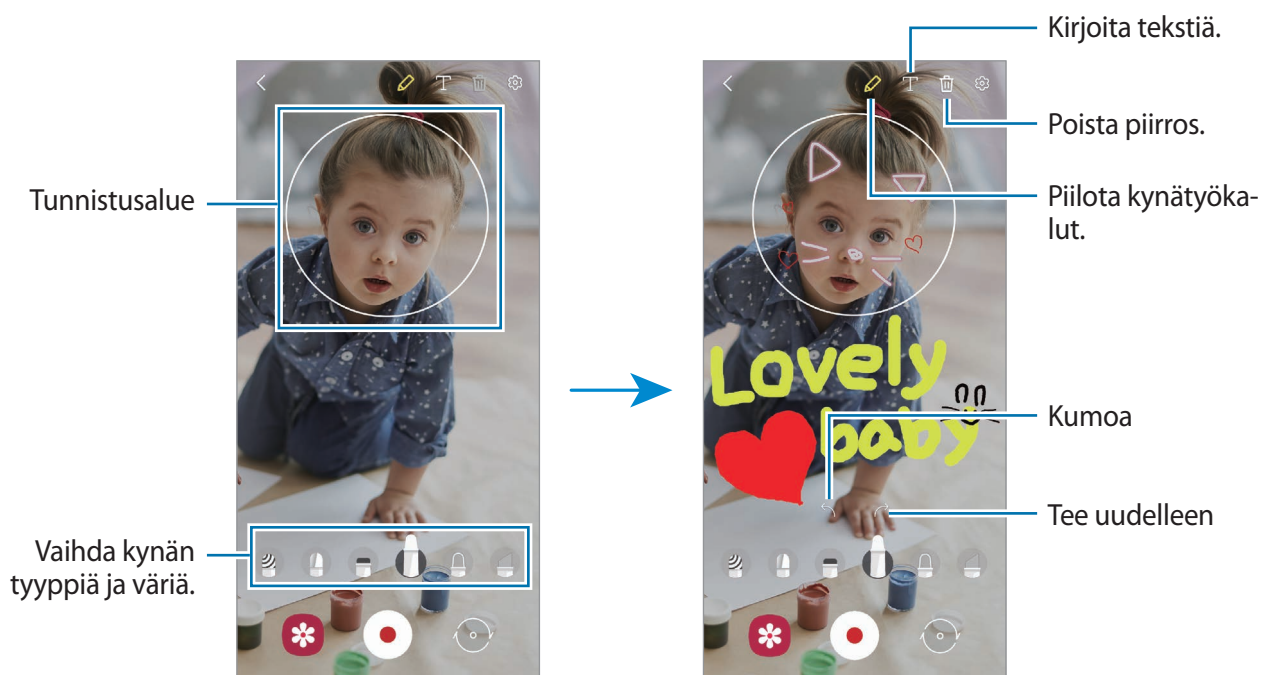 Kirjoita tekstiä.
Poista piirros.
Tunnistusalue
Piilota kynätyöka-
lut.
Lovely
baby
Kumoa
Tee uudelleen
Vaihda kynän
tyyppiä ja väriä.